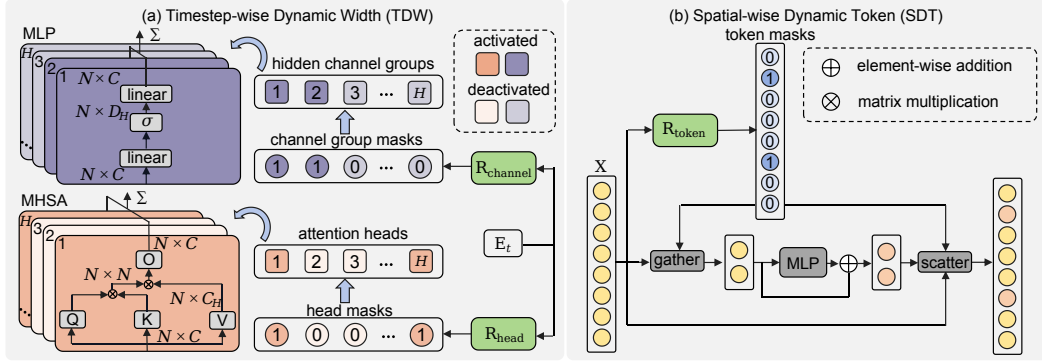 (a) Timestep-wise Dynamic Width (TDW)
MLP
H
3
2
1
Σ
N × C
linear
N × D_H
σ
linear
N × C
hidden channel groups
1 2 3 ... H
channel group masks
1 1 0 ... 0
R_channel
activated
deactivated
MHSA
H
3
2
1
Σ
N × C
O
N × N
N × C_H
Q K V
N × C
attention heads
1 2 3 ... H
head masks
1 0 0 ... 1
R_head
E_t
(b) Spatial-wise Dynamic Token (SDT)
token masks
0
1
0
0
0
1
0
0
element-wise addition
matrix multiplication
R_token
X
gather
MLP
scatter